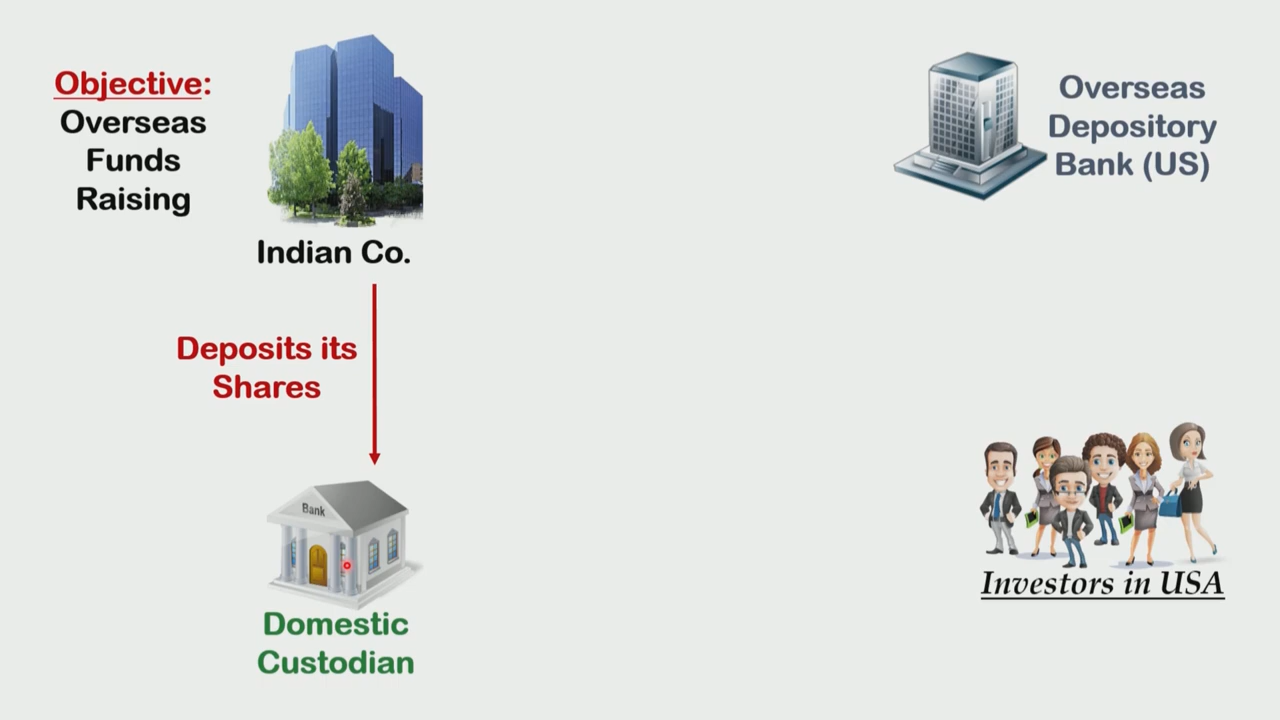 Objective:
Overseas
Funds
Raising
Indian Co.
Overseas
Depository
Bank (US)
Deposits its
Shares
Bank
Domestic
Custodian
Investors in USA